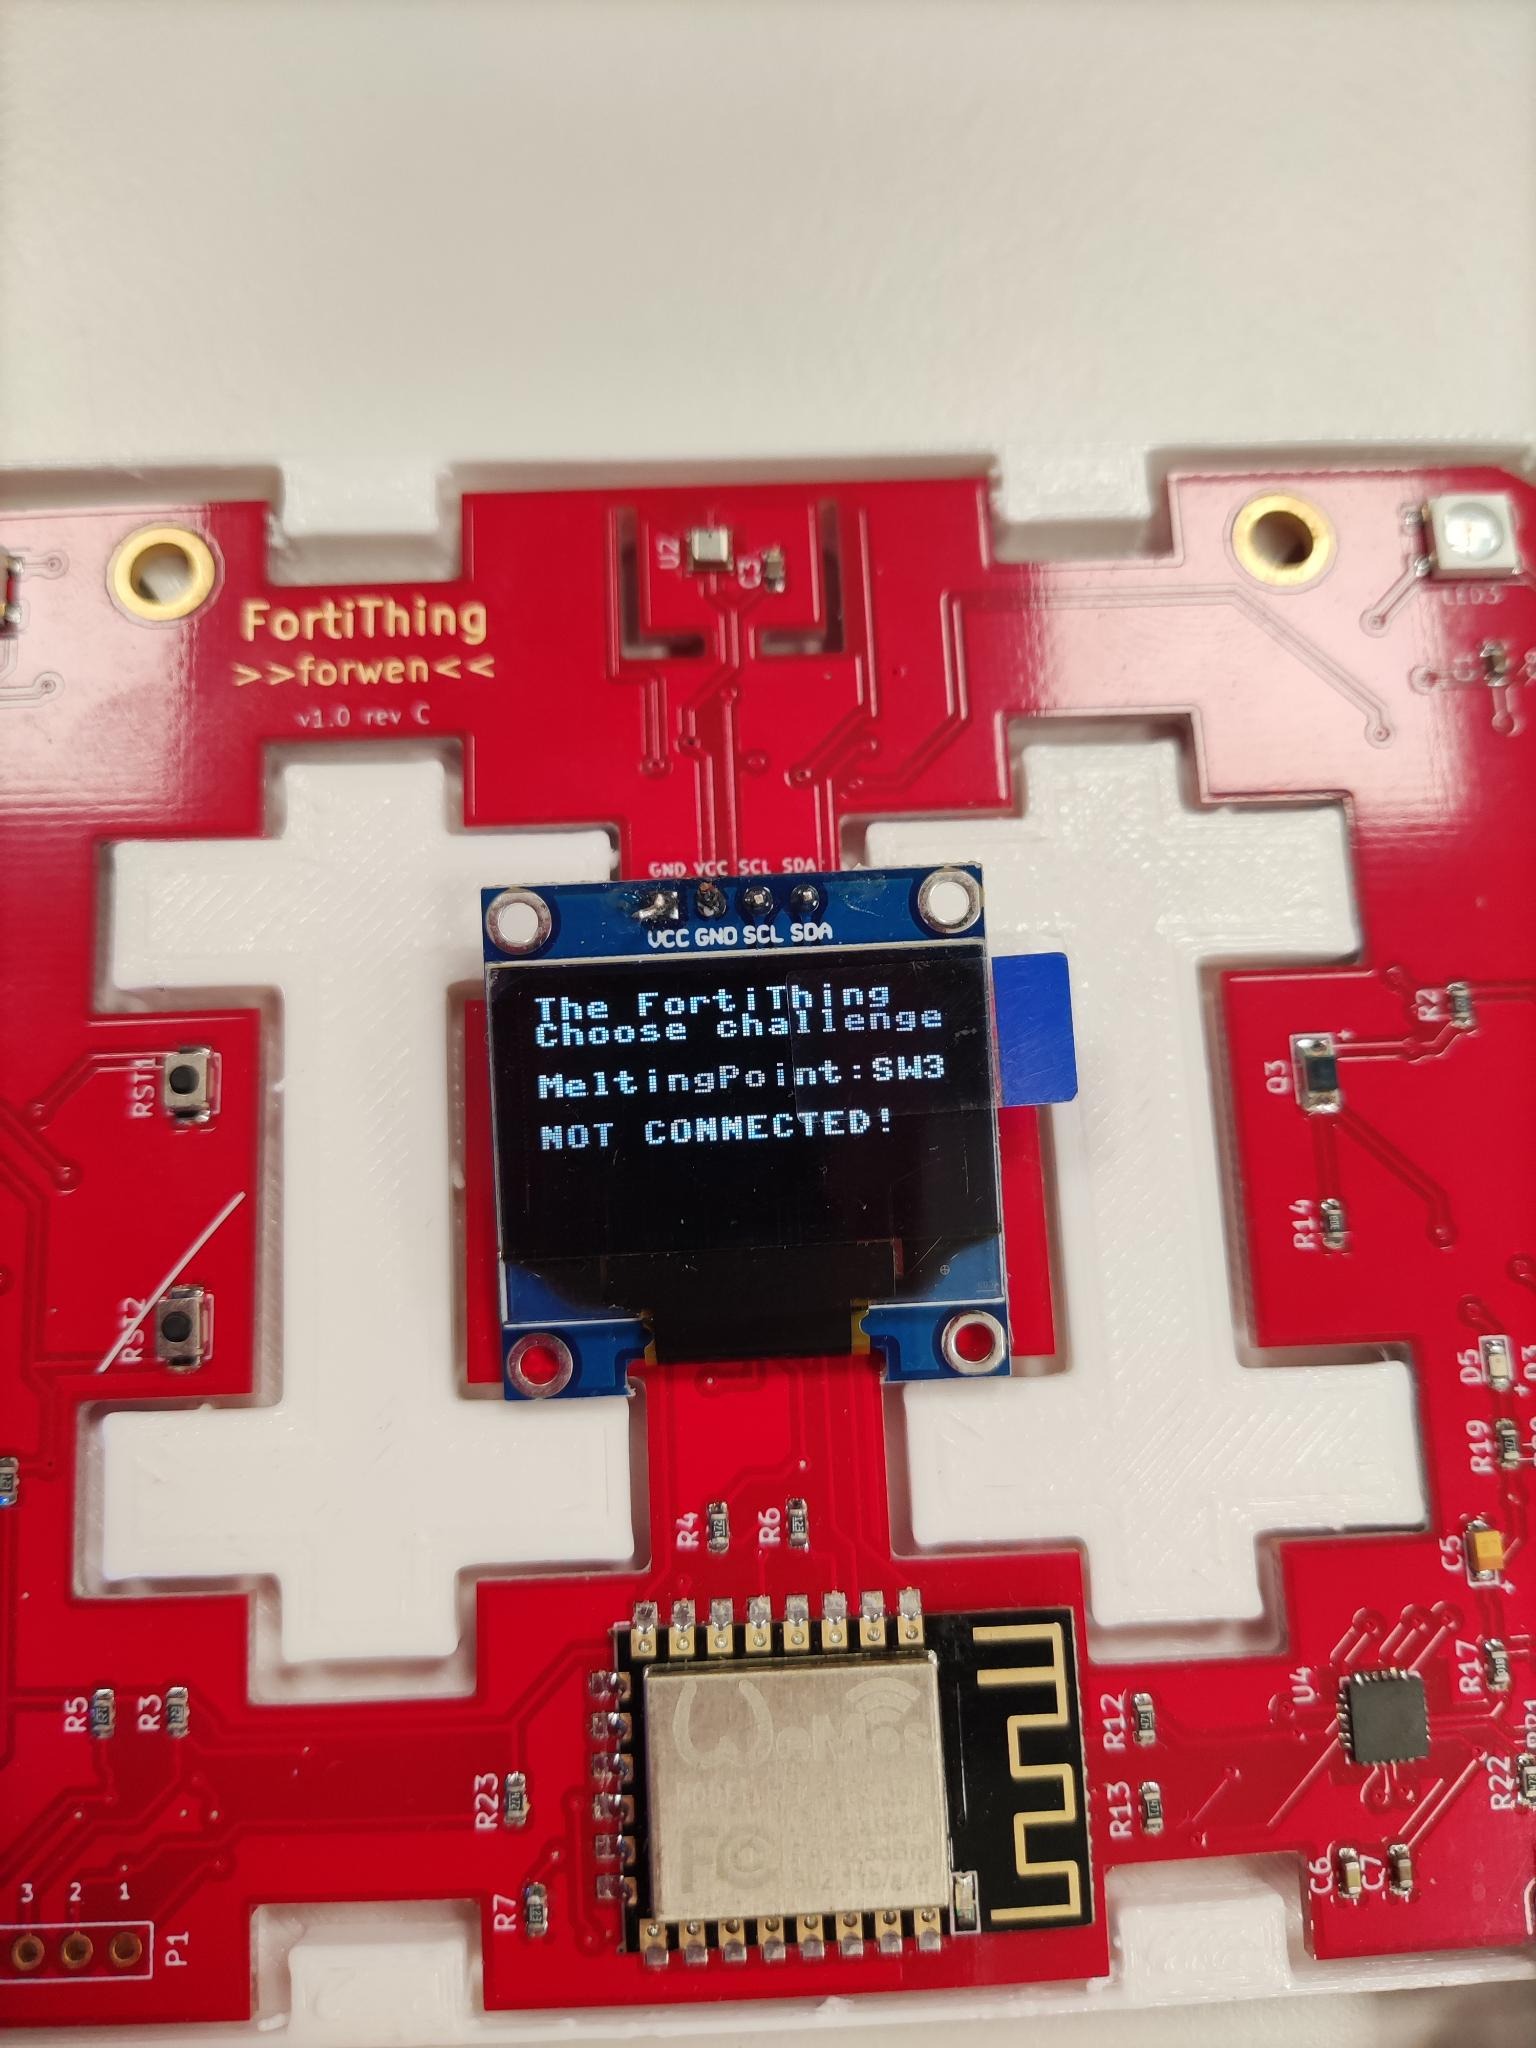 U2
C3
FortiThing
>>forwen<<
v1.0 rev C
LED3
C1
GND VCC SCL SDA
VCC GND SCL SDA
The FortiThing
Choose challenge
MeltingPoint:SW3
NOT CONNECTED!
R2
Q3
RST1
R14
RST2
D5
R19
R4
R6
C5
U4
R17
R5
R3
R12
R23
R13
R22
WeMos
FC
C6
C7
R7
3 2 1
P1